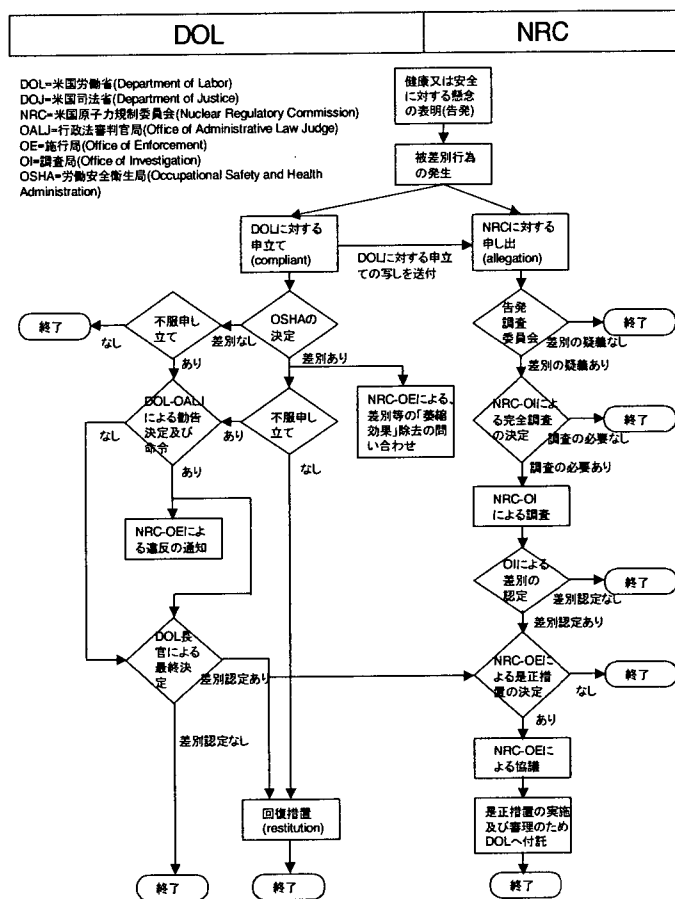 DOL
NRC
DOL=米国労働省(Department of Labor)
DOJ=米国司法省(Department of Justice)
NRC=米国原子力規制委員会(Nuclear Regulatory Commission)
OALJ=行政法審判官局(Office of Administrative Law Judge)
OE=施行局(Office of Enforcement)
OI=調査局(Office of Investigation)
OSHA=労働安全衛生局(Occupational Safety and Health
Administration)
健康又は安全
に対する懸念
の表明(告発)
被差別行為
の発生
DOLに対する
申立て
(compliant)
DOLに対する申立
ての写しを送付
NRCに対する
申し出
(allegation)
終了
なし
不服申し
立て
差別なし
OSHAの
決定
告発
調査
委員会
差別の疑義なし
終了
あり
差別あり
差別の疑義あり
DOL-OALJ
による勧告
決定及び
命令
なし
あり
不服申し
立て
NRC-OEによる、
差別等の「萎縮
効果」除去の問
い合わせ
NRC-OIによ
る完全調査
の決定
調査の必要なし
終了
あり
なし
調査の必要あり
NRC-OEによ
る違反の通知
NRC-OI
による調査
OIによる
差別の
認定
差別認定なし
終了
差別認定あり
DOL長
官による
最終決
定
差別認定あり
NRC-OEに
よる是正措
置の決定
なし
終了
差別認定なし
あり
NRC-OEに
よる協議
回復措置
(restitution)
是正措置の実施
及び審理のため
DOLへ付託
終了
終了
終了